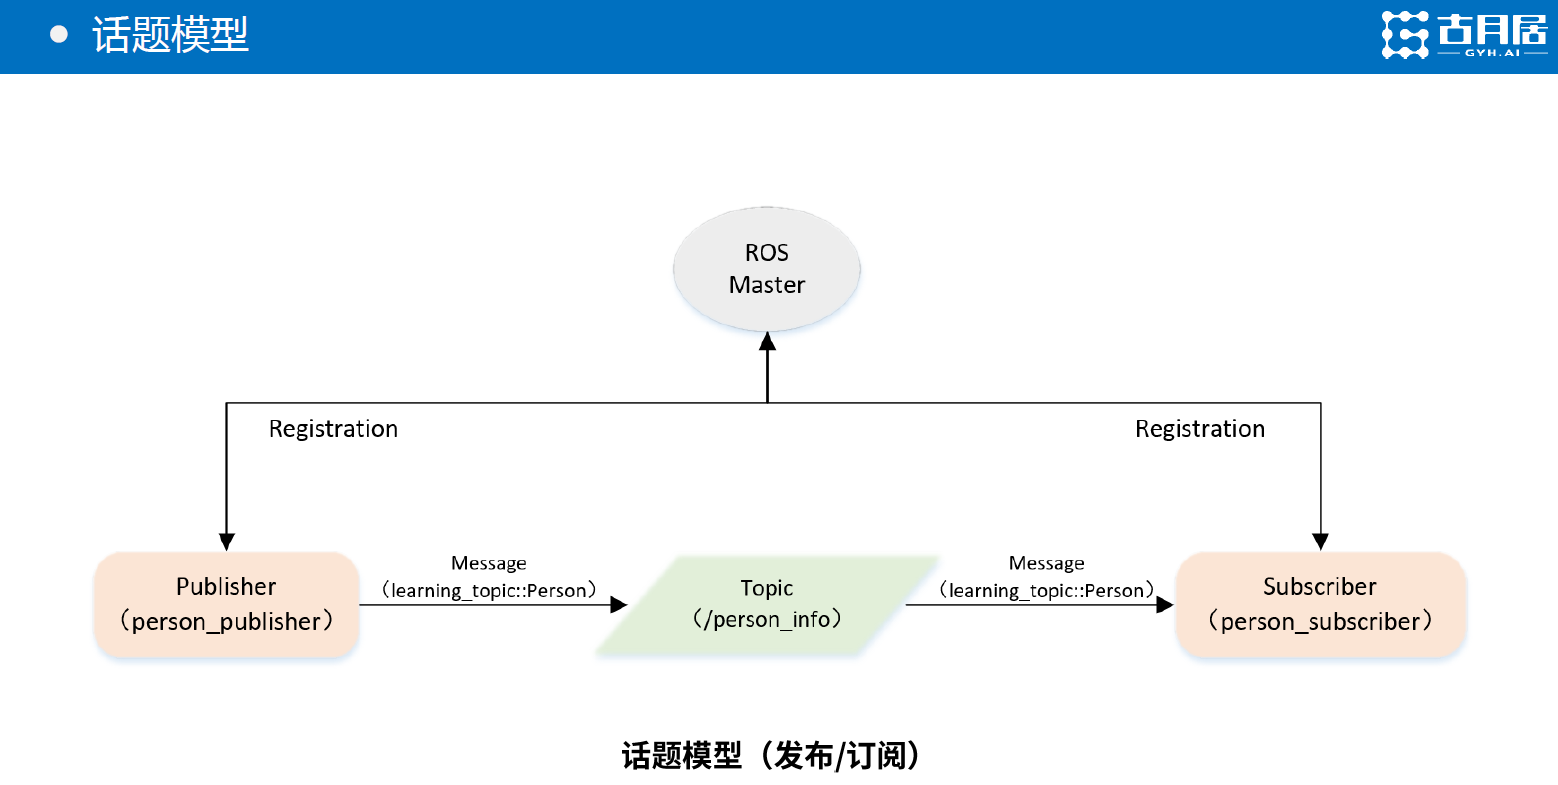 话题模型
古月居
GYH.AI
ROS
Master
Registration
Registration
Publisher
（person_publisher）
Message
（learning_topic::Person）
Topic
（/person_info）
Message
（learning_topic::Person）
Subscriber
（person_subscriber）
话题模型（发布/订阅）